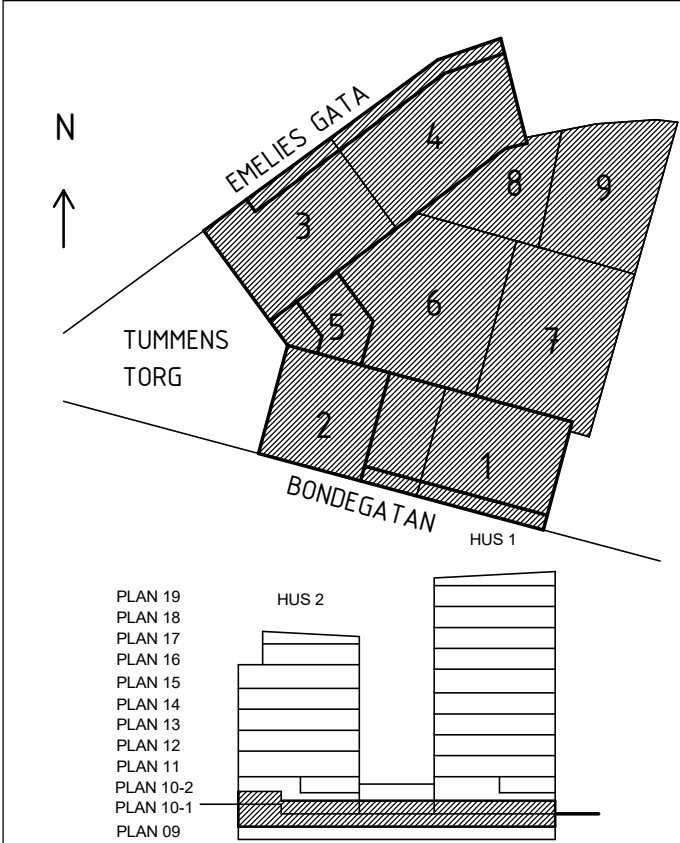 N
EMELIES GATA
4
8
9
3
TUMMENS
TORG
5
6
7
2
1
BONDEGATAN
HUS 1
HUS 2
PLAN 19
PLAN 18
PLAN 17
PLAN 16
PLAN 15
PLAN 14
PLAN 13
PLAN 12
PLAN 11
PLAN 10-2
PLAN 10-1
PLAN 09